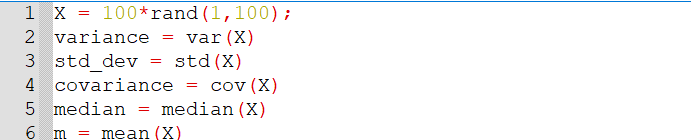 1 X = 100*rand(1,100);
2 variance = var(X)
3 std_dev = std(X)
4 covariance = cov(X)
5 median = median(X)
6 m = mean(X)